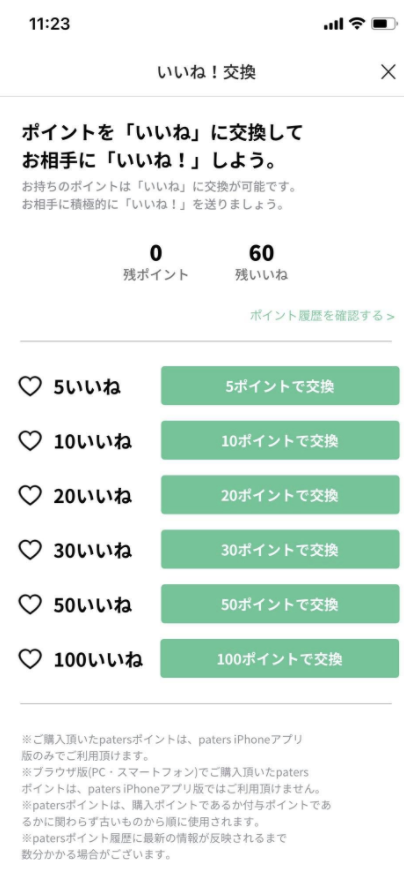 11:23
いいね！交換
ポイントを「いいね」に交換して
お相手に「いいね！」しよう。
お持ちのポイントは「いいね」に交換が可能です。
お相手に積極的に「いいね！」を送りましょう。
0 60
残ポイント 残いいね
ポイント履歴を確認する >
5いいね 5ポイントで交換
10いいね 10ポイントで交換
20いいね 20ポイントで交換
30いいね 30ポイントで交換
50いいね 50ポイントで交換
100いいね 100ポイントで交換
※ご購入頂いたpatersポイントは、paters iPhoneアプリ
版のみでご利用頂けます。
※ブラウザ版(PC・スマートフォン)でご購入頂いたpaters
ポイントは、paters iPhoneアプリ版ではご利用頂けません。
※patersポイントは、購入ポイントであるか付与ポイントであ
るかに関わらず古いものから順に使用されます。
※patersポイント履歴に最新の情報が反映されるまで
数分かかる場合がございます。